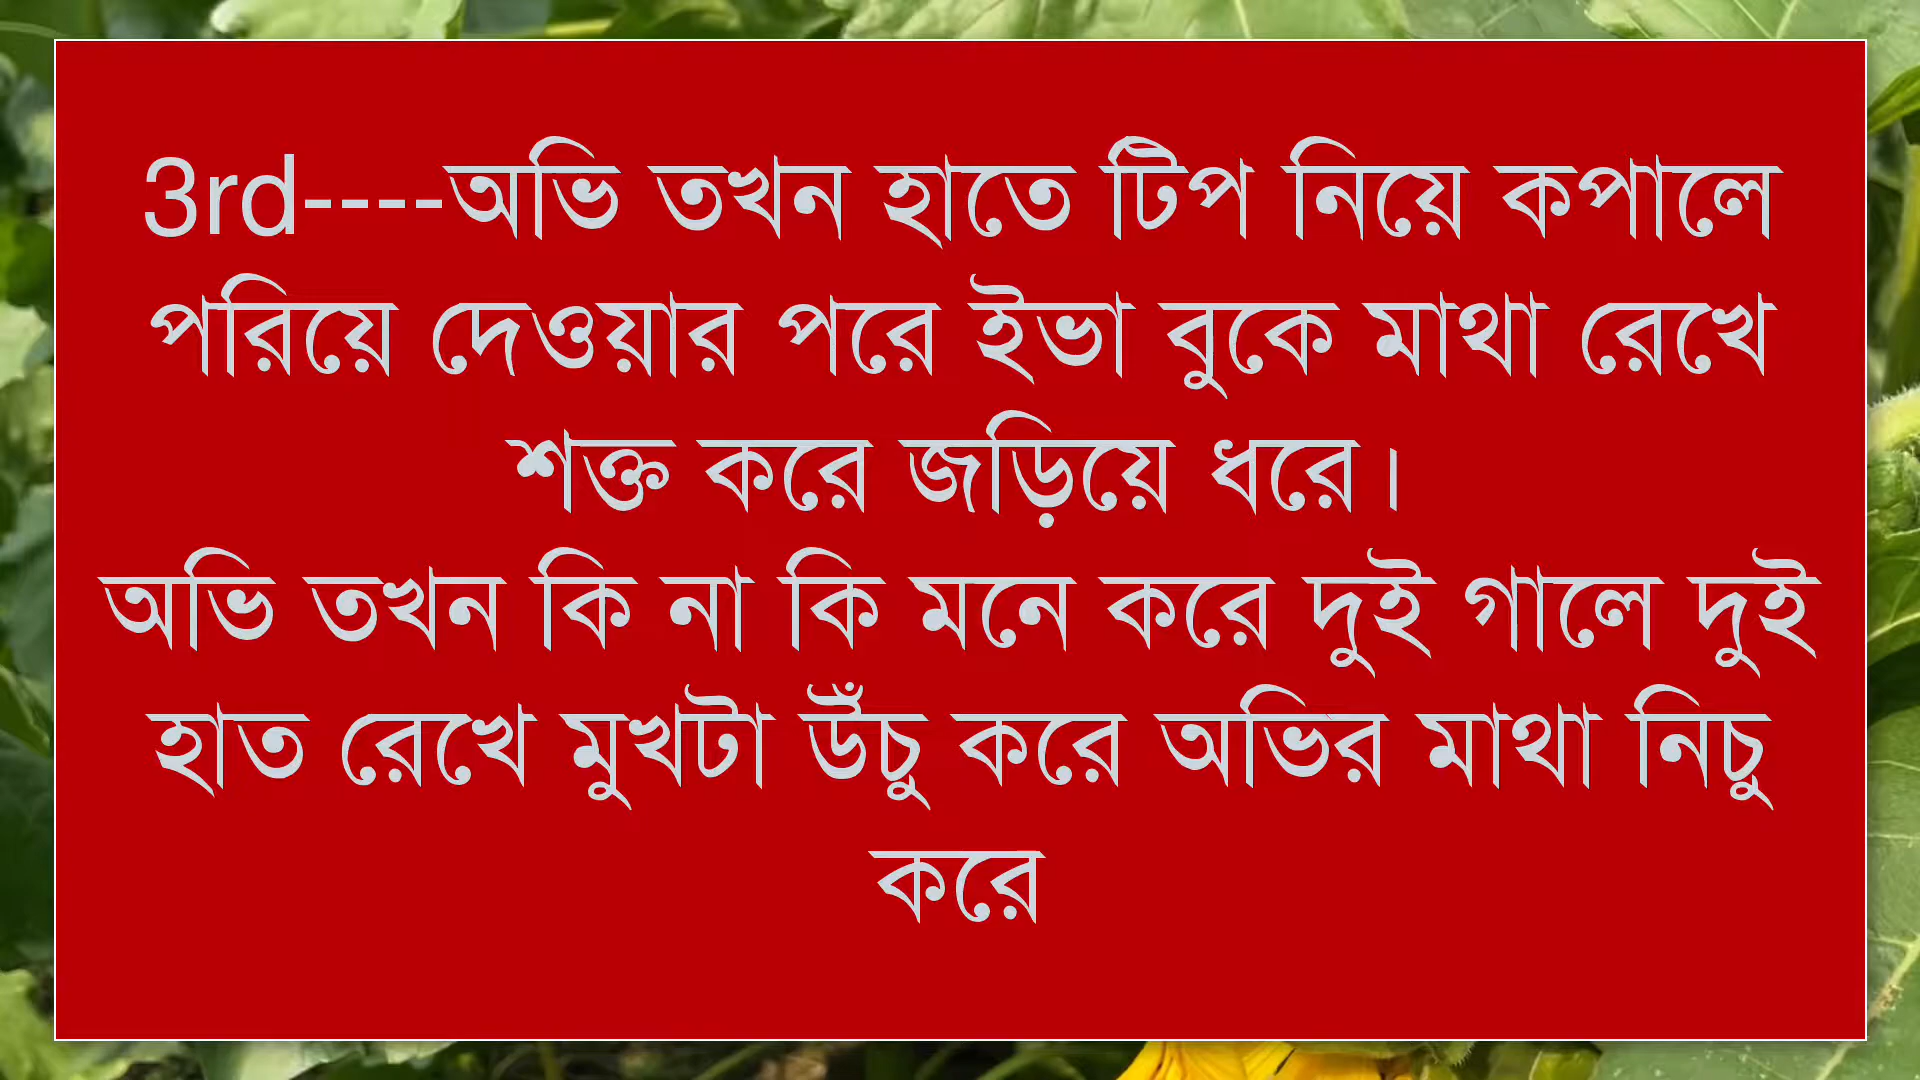 3rd----অভি তখন হাতে টিপ নিয়ে কপালে
পরিয়ে দেওয়ার পরে ইভা বুকে মাথা রেখে
শক্ত করে জড়িয়ে ধরে।
অভি তখন কি না কি মনে করে দুই গালে দুই
হাত রেখে মুখটা উঁচু করে অভির মাথা নিচু
করে